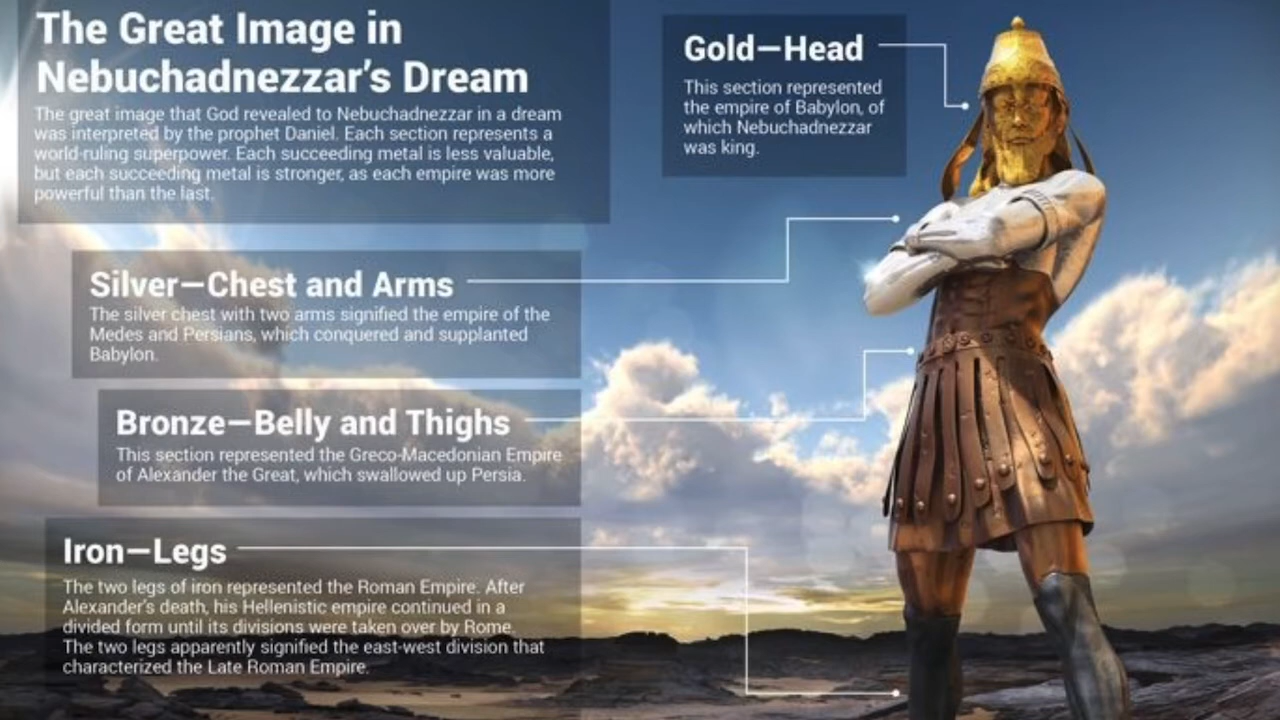 The Great Image in
Nebuchadnezzar's Dream
The great image that God revealed to Nebuchadnezzar in a dream
was interpreted by the prophet Daniel. Each section represents a
world-ruling superpower. Each succeeding metal is less valuable,
but each succeeding metal is stronger, as each empire was more
powerful than the last.
Gold—Head
This section represented
the empire of Babylon, of
which Nebuchadnezzar
was king.
Silver—Chest and Arms
The silver chest with two arms signified the empire of the
Medes and Persians, which conquered and supplanted
Babylon.
Bronze—Belly and Thighs
This section represented the Greco-Macedonian Empire
of Alexander the Great, which swallowed up Persia.
Iron—Legs
The two legs of iron represented the Roman Empire. After
Alexander's death, his Hellenistic empire continued in a
divided form until its divisions were taken over by Rome.
The two legs apparently signified the east-west division that
characterized the Late Roman Empire.